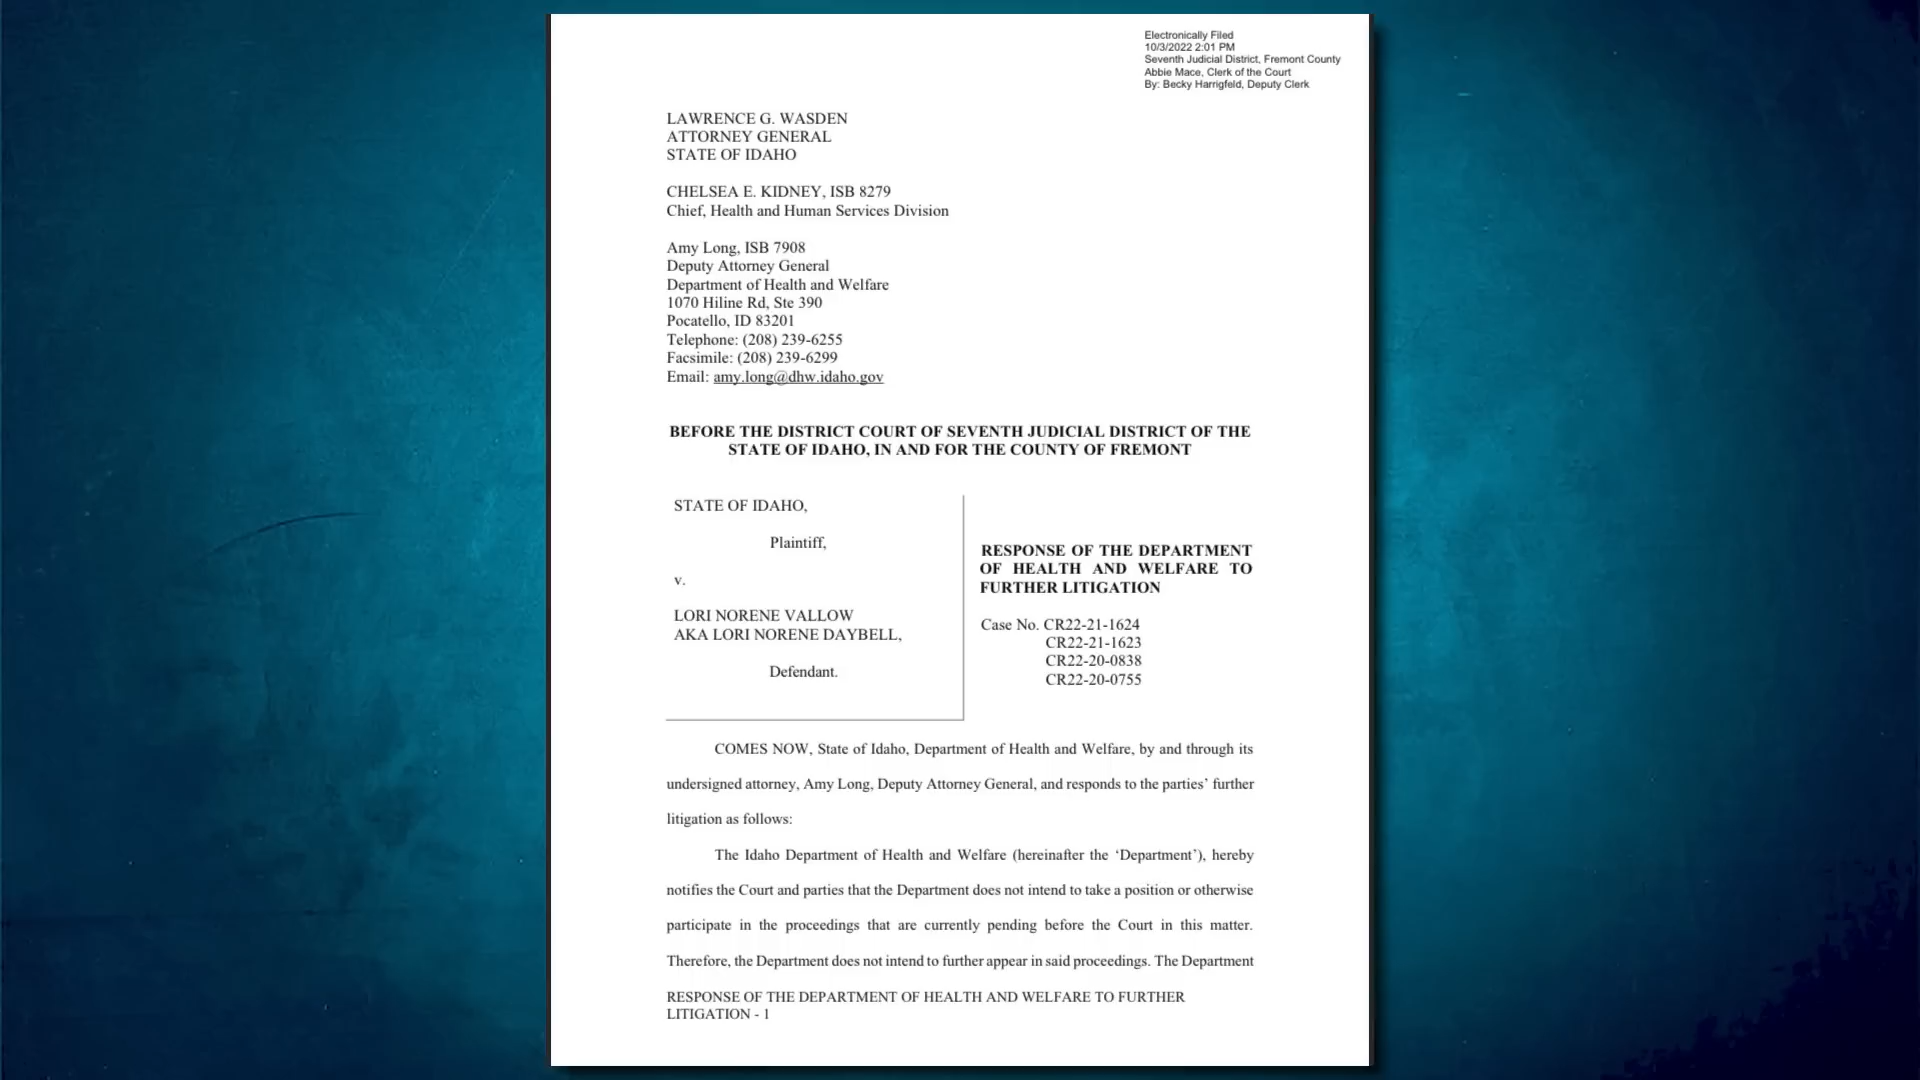 Electronically Filed
10/3/2022 2:01 PM
Seventh Judicial District, Fremont County
Abbie Mace, Clerk of the Court
By: Becky Harrigfeld, Deputy Clerk
LAWRENCE G. WASDEN
ATTORNEY GENERAL
STATE OF IDAHO
CHELSEA E. KIDNEY, ISB 8279
Chief, Health and Human Services Division
Amy Long, ISB 7908
Deputy Attorney General
Department of Health and Welfare
1070 Hiline Rd, Ste 390
Pocatello, ID 83201
Telephone: (208) 239-6255
Facsimile: (208) 239-6299
Email: amy.long@dhw.idaho.gov
BEFORE THE DISTRICT COURT OF SEVENTH JUDICIAL DISTRICT OF THE
STATE OF IDAHO, IN AND FOR THE COUNTY OF FREMONT
STATE OF IDAHO,
Plaintiff,
v.
LORI NORENE VALLOW
AKA LORI NORENE DAYBELL,
Defendant.
RESPONSE OF THE DEPARTMENT
OF HEALTH AND WELFARE TO
FURTHER LITIGATION
Case No. CR22-21-1624
CR22-21-1623
CR22-20-0838
CR22-20-0755
COMES NOW, State of Idaho, Department of Health and Welfare, by and through its
undersigned attorney, Amy Long, Deputy Attorney General, and responds to the parties’ further
litigation as follows:
The Idaho Department of Health and Welfare (hereinafter the ‘Department’), hereby
notifies the Court and parties that the Department does not intend to take a position or otherwise
participate in the proceedings that are currently pending before the Court in this matter.
Therefore, the Department does not intend to further appear in said proceedings. The Department
RESPONSE OF THE DEPARTMENT OF HEALTH AND WELFARE TO FURTHER
LITIGATION - 1